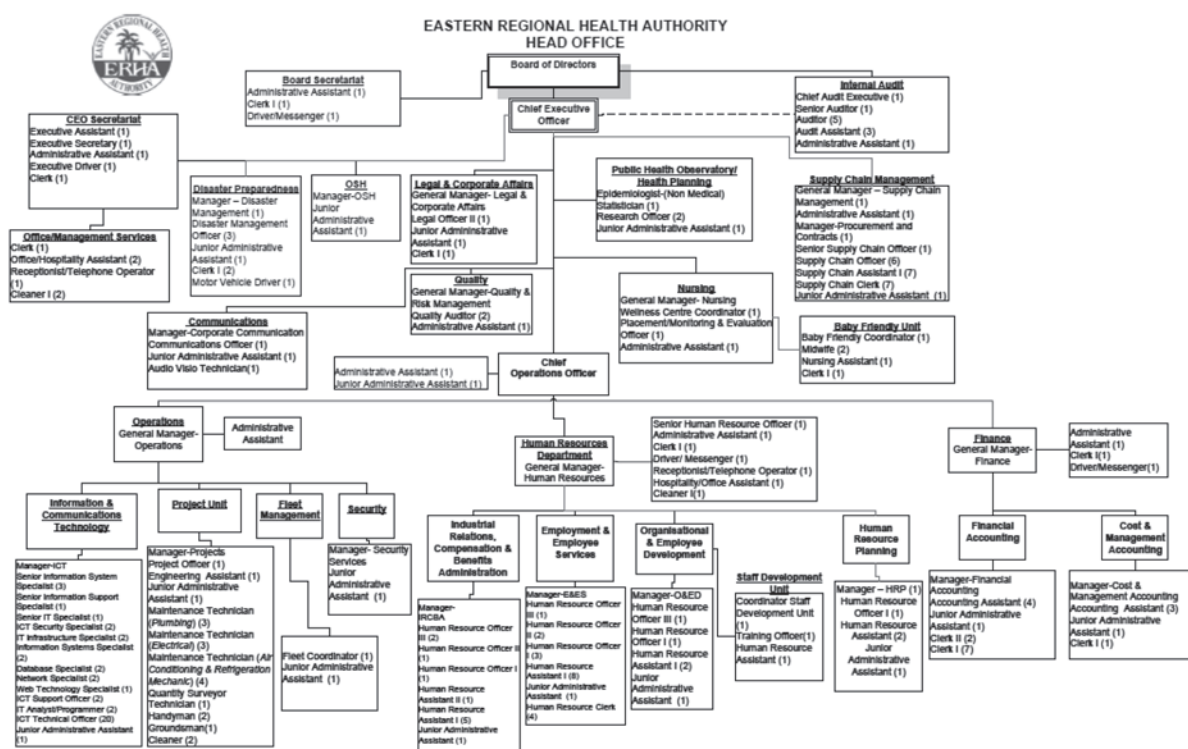 EASTERN REGIONAL HEALTH AUTHORITY
HEAD OFFICE
EASTERN REGIONAL HEALTH
ERHA
AUTHORITY
Board of Directors
Chief Executive
Officer
Board Secretariat
Administrative Assistant (1)
Clerk I (1)
Driver/Messenger (1)
Internal Audit
Chief Audit Executive (1)
Senior Auditor (1)
Auditor (5)
Audit Assistant (3)
Administrative Assistant (1)
CEO Secretariat
Executive Assistant (1)
Executive Secretary (1)
Administrative Assistant (1)
Executive Driver (1)
Clerk (1)
Office/Management Services
Clerk (1)
Office/Hospitality Assistant (2)
Receptionist/Telephone Operator
(1)
Cleaner I (2)
Disaster Preparedness
Manager – Disaster
Management (1)
Disaster Management
Officer (3)
Junior Administrative
Assistant (1)
Clerk I (2)
Motor Vehicle Driver (1)
OSH
Manager-OSH
Junior
Administrative
Assistant (1)
Legal & Corporate Affairs
General Manager- Legal &
Corporate Affairs
Legal Officer II (1)
Junior Administrative
Assistant (1)
Clerk I (1)
Public Health Observatory/
Health Planning
Epidemiologist-(Non Medical)
Statistician (1)
Research Officer (2)
Junior Administrative Assistant (1)
Supply Chain Management
General Manager – Supply Chain
Management (1)
Administrative Assistant (1)
Manager-Procurement and
Contracts (1)
Senior Supply Chain Officer (1)
Supply Chain Officer (6)
Supply Chain Assistant I (7)
Supply Chain Clerk (7)
Junior Administrative Assistant (1)
Quality
General Manager-Quality &
Risk Management
Quality Auditor (2)
Administrative Assistant (1)
Nursing
General Manager- Nursing
Wellness Centre Coordinator (1)
Placement/Monitoring & Evaluation
Officer (1)
Administrative Assistant (1)
Baby Friendly Unit
Baby Friendly Coordinator (1)
Midwife (2)
Nursing Assistant (1)
Clerk I (1)
Communications
Manager-Corporate Communication
Communications Officer (1)
Junior Administrative Assistant (1)
Audio Visio Technician(1)
Administrative Assistant (1)
Junior Administrative Assistant (1)
Chief
Operations Officer
Operations
General Manager-
Operations
Administrative
Assistant
Human Resources
Department
General Manager-
Human Resources
Senior Human Resource Officer (1)
Administrative Assistant (1)
Clerk I (1)
Driver/ Messenger (1)
Receptionist/Telephone Operator (1)
Hospitality/Office Assistant (1)
Cleaner I(1)
Finance
General Manager-
Finance
Administrative
Assistant (1)
Clerk I(1)
Driver/Messenger(1)
Information &
Communications
Technology
Manager-ICT
Senior Information System
Specialist (3)
Senior Information Support
Specialist (1)
Senior IT Specialist (1)
ICT Security Specialist (2)
IT Infrastructure Specialist (2)
Information Systems Specialist
(2)
Database Specialist (2)
Network Specialist (2)
Web Technology Specialist (1)
ICT Support Officer (2)
IT Analyst/Programmer (2)
ICT Technical Officer (20)
Junior Administrative Assistant
(1)
Project Unit
Manager-Projects
Project Officer (1)
Engineering Assistant (1)
Junior Administrative
Assistant (1)
Maintenance Technician
(Plumbing) (3)
Maintenance Technician
(Electrical) (3)
Maintenance Technician (Air
Conditioning & Refrigeration
Mechanic) (4)
Quantity Surveyor
Technician (1)
Handyman (2)
Groundsman(1)
Cleaner (2)
Fleet
Management
Fleet Coordinator (1)
Junior Administrative
Assistant (1)
Security
Manager- Security
Services
Junior
Administrative
Assistant (1)
Industrial
Relations,
Compensation &
Benefits
Administration
Manager-
IRCBA
Human Resource Officer
III (2)
Human Resource Officer II
(1)
Human Resource Officer I
(1)
Human Resource
Assistant II (1)
Human Resource
Assistant I (5)
Junior Administrative
Assistant (1)
Employment &
Employee
Services
Manager-E&ES
Human Resource Officer
III (1)
Human Resource Officer
II (2)
Human Resource Officer I
(3)
Human Resource
Assistant I (8)
Junior Administrative
Assistant (1)
Human Resource Clerk
(4)
Organisational
& Employee
Development
Manager-O&ED
Human Resource
Officer III (1)
Human Resource
Officer I (1)
Human Resource
Assistant I (2)
Junior
Administrative
Assistant (1)
Staff Development
Unit
Coordinator Staff
Development Unit (1)
Training Officer(1)
Human Resource
Assistant (1)
Human
Resource
Planning
Manager – HRP (1)
Human Resource
Officer I (1)
Human Resource
Assistant (2)
Junior
Administrative
Assistant (1)
Financial
Accounting
Manager-Financial
Accounting
Accounting Assistant (4)
Junior Administrative
Assistant (1)
Clerk II (2)
Clerk I (7)
Cost &
Management
Accounting
Manager-Cost &
Management Accounting
Accounting Assistant (3)
Junior Administrative
Assistant (1)
Clerk I (1)